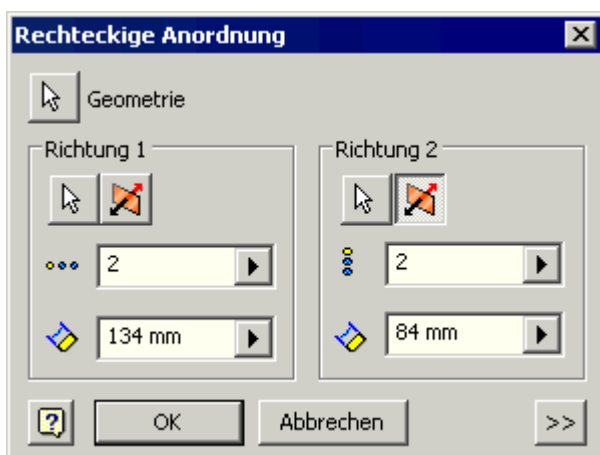 Rechteckige Anordnung
Geometrie
Richtung 1
Richtung 2
2
2
134 mm
84 mm
OK
Abbrechen
>>